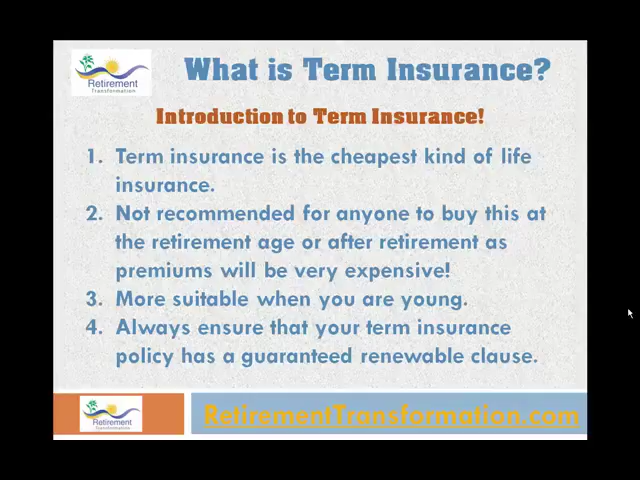 Retirement
Transformation
What is Term Insurance?
Introduction to Term Insurance!
1. Term insurance is the cheapest kind of life
insurance.
2. Not recommended for anyone to buy this at
the retirement age or after retirement as
premiums will be very expensive!
3. More suitable when you are young.
4. Always ensure that your term insurance
policy has a guaranteed renewable clause.
Retirement
Transformation
RetirementTransformation.com